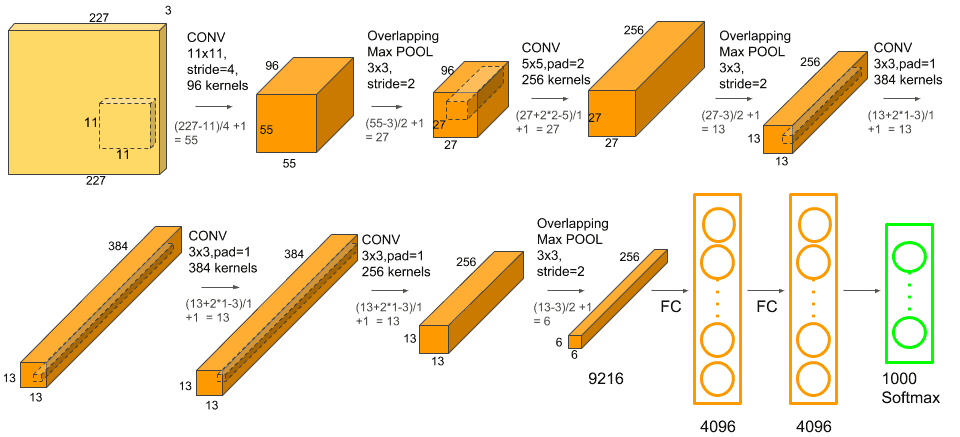 227
3
11
11
227
CONV
11x11,
stride=4,
96 kernels
(227-11)/4 +1
= 55
96
55
55
Overlapping
Max POOL
3x3,
stride=2
(55-3)/2 +1
= 27
96
27
27
CONV
5x5,pad=2
256 kernels
(27+2*2-5)/1
+1 = 27
256
27
27
Overlapping
Max POOL
3x3,
stride=2
(27-3)/2 +1
= 13
256
13
13
CONV
3x3,pad=1
384 kernels
(13+2*1-3)/1
+1 = 13
384
13
13
CONV
3x3,pad=1
384 kernels
(13+2*1-3)/1
+1 = 13
384
13
13
CONV
3x3,pad=1
256 kernels
(13+2*1-3)/1
+1 = 13
256
13
13
Overlapping
Max POOL
3x3,
stride=2
(13-3)/2 +1
= 6
256
6
6
9216
FC
4096
FC
4096
1000
Softmax